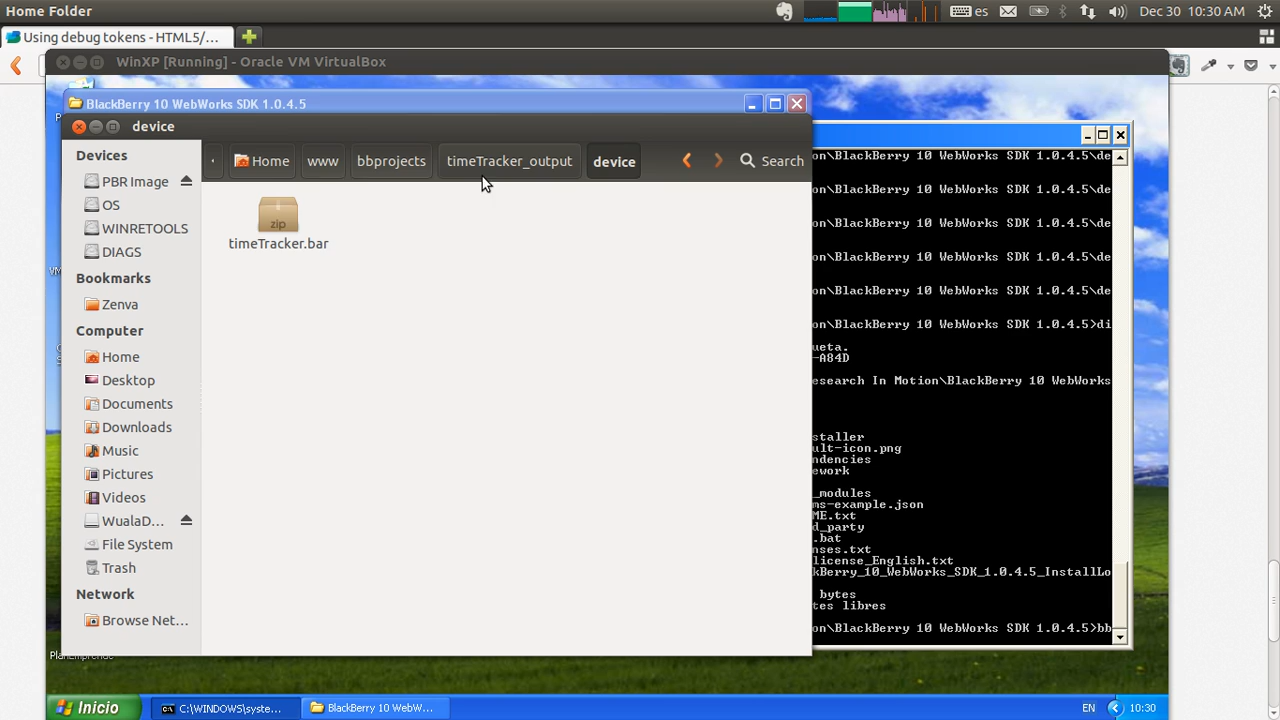 Home Folder
es
Dec 30 10:30 AM
Using debug tokens - HTML5/...
WinXP [Running] - Oracle VM VirtualBox
BlackBerry 10 WebWorks SDK 1.0.4.5
device
Devices
PBR Image
OS
WINRETOOLS
DIAGS
Bookmarks
Zenva
Computer
Home
Desktop
Documents
Downloads
Music
Pictures
Videos
WualaD...
File System
Trash
Network
Browse Net...
Home
www
bbprojects
timeTracker_output
device
Search
zip
timeTracker.bar
on\BlackBerry 10 WebWorks SDK 1.0.4.5\de
on\BlackBerry 10 WebWorks SDK 1.0.4.5\de
on\BlackBerry 10 WebWorks SDK 1.0.4.5\de
on\BlackBerry 10 WebWorks SDK 1.0.4.5\de
on\BlackBerry 10 WebWorks SDK 1.0.4.5\de
on\BlackBerry 10 WebWorks SDK 1.0.4.5>di
ueta.
-A84D
esearch In Motion\BlackBerry 10 WebWorks
staller
ult-icon.png
ndencies
ework
_modules
ms-example.json
ME.txt
d_party
.bat
nses.txt
license_English.txt
kBerry_10_WebWorks_SDK_1.0.4.5_InstallLo
bytes
tes libres
on\BlackBerry 10 WebWorks SDK 1.0.4.5>bb
Inicio
C:\WINDOWS\syste...
BlackBerry 10 WebW...
EN
10:30